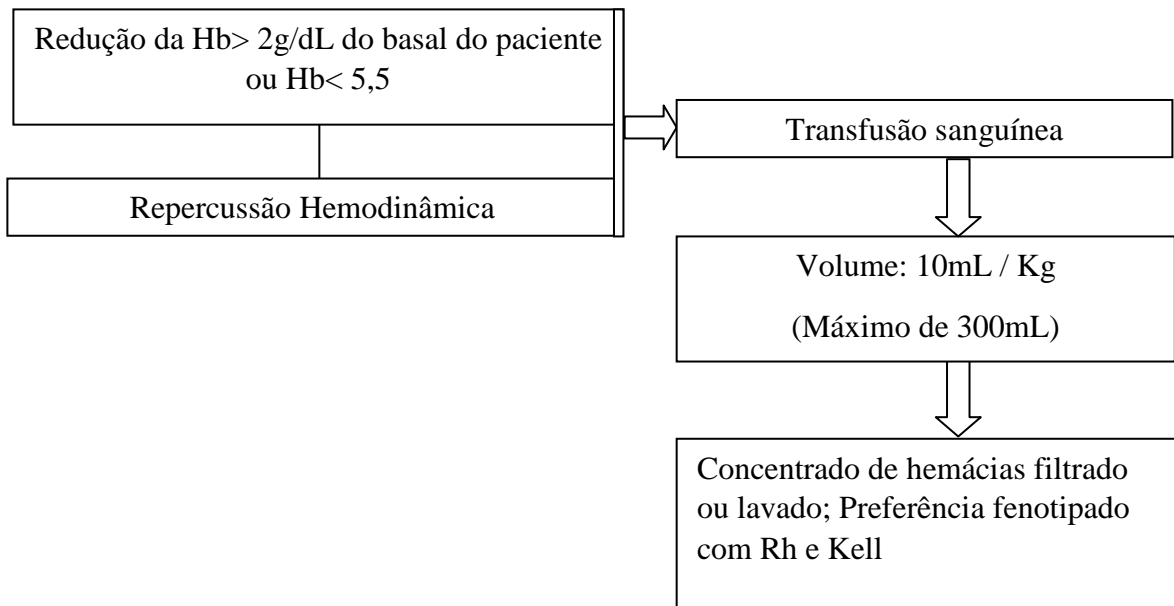 Redução da Hb> 2g/dL do basal do paciente
ou Hb< 5,5
Transfusão sanguínea
Repercussão Hemodinâmica
Volume: 10mL / Kg
(Máximo de 300mL)
Concentrado de hemácias filtrado
ou lavado; Preferência fenotipado
com Rh e Kell